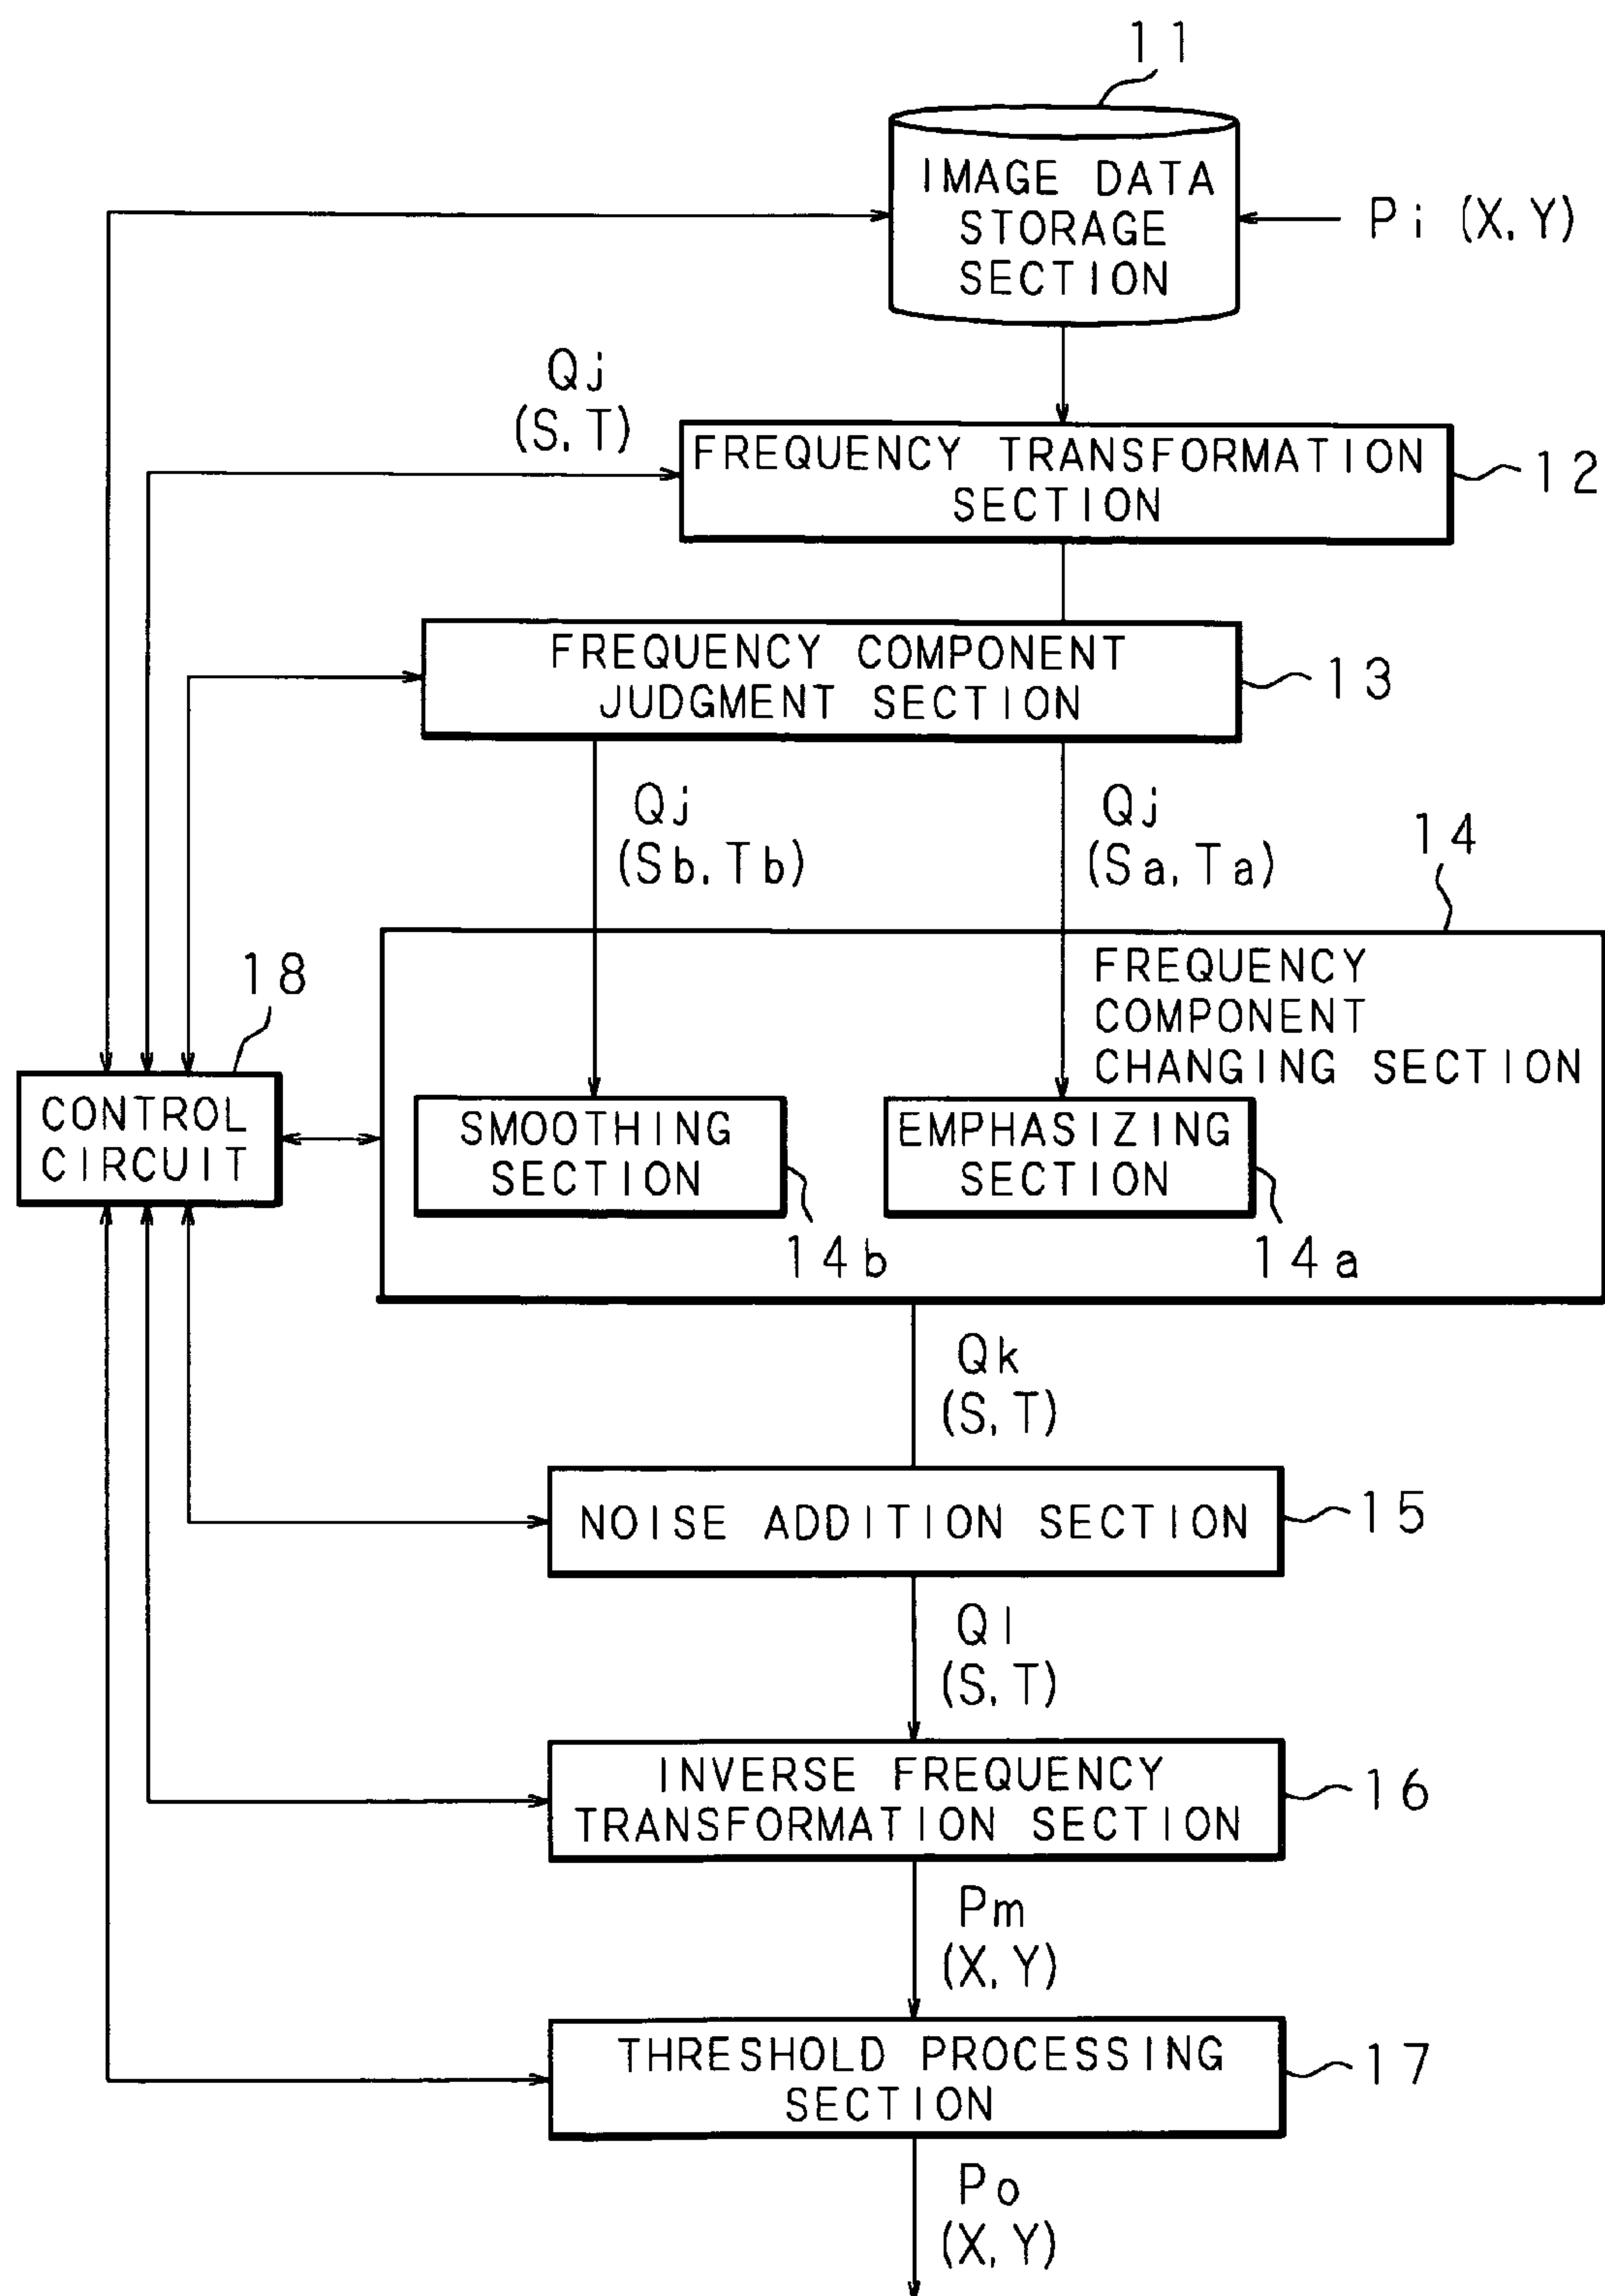 11
IMAGE DATA
STORAGE
SECTION
Pi (X, Y)
Qj
(S, T)
FREQUENCY TRANSFORMATION
SECTION
12
FREQUENCY COMPONENT
JUDGMENT SECTION
13
Qj
(Sb, Tb)
Qj
(Sa, Ta)
14
FREQUENCY
COMPONENT
CHANGING SECTION
18
CONTROL
CIRCUIT
SMOOTHING
SECTION
EMPHASIZING
SECTION
14b
14a
Qk
(S, T)
NOISE ADDITION SECTION
15
Ql
(S, T)
INVERSE FREQUENCY
TRANSFORMATION SECTION
16
Pm
(X, Y)
THRESHOLD PROCESSING
SECTION
17
Po
(X, Y)